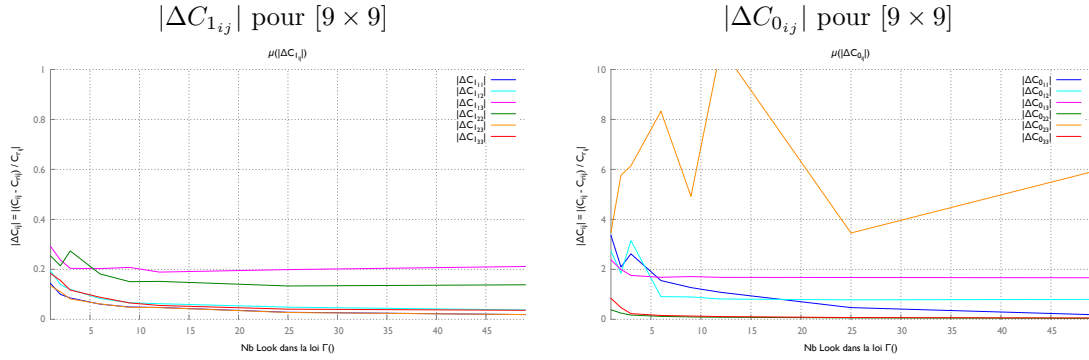 |ΔC₁ᵢⱼ| pour [9 × 9]
μ(|ΔC₁ᵢⱼ|)
|ΔCᵢⱼ| = |(Cᵢⱼ - Cᵣᵢⱼ) / Cᵣᵢⱼ|
1
0.8
0.6
0.4
0.2
0
5
10
15
20
25
30
35
40
45
Nb Look dans la loi Γ()
|ΔC₁₁₁|
|ΔC₁₁₂|
|ΔC₁₁₃|
|ΔC₁₂₂|
|ΔC₁₂₃|
|ΔC₁₃₃|
|ΔC₀ᵢⱼ| pour [9 × 9]
μ(|ΔC₀ᵢⱼ|)
|ΔCᵢⱼ| = |(Cᵢⱼ - Cᵣᵢⱼ) / Cᵣᵢⱼ|
10
8
6
4
2
0
5
10
15
20
25
30
35
40
45
Nb Look dans la loi Γ()
|ΔC₀₁₁|
|ΔC₀₁₂|
|ΔC₀₁₃|
|ΔC₀₂₂|
|ΔC₀₂₃|
|ΔC₀₃₃|